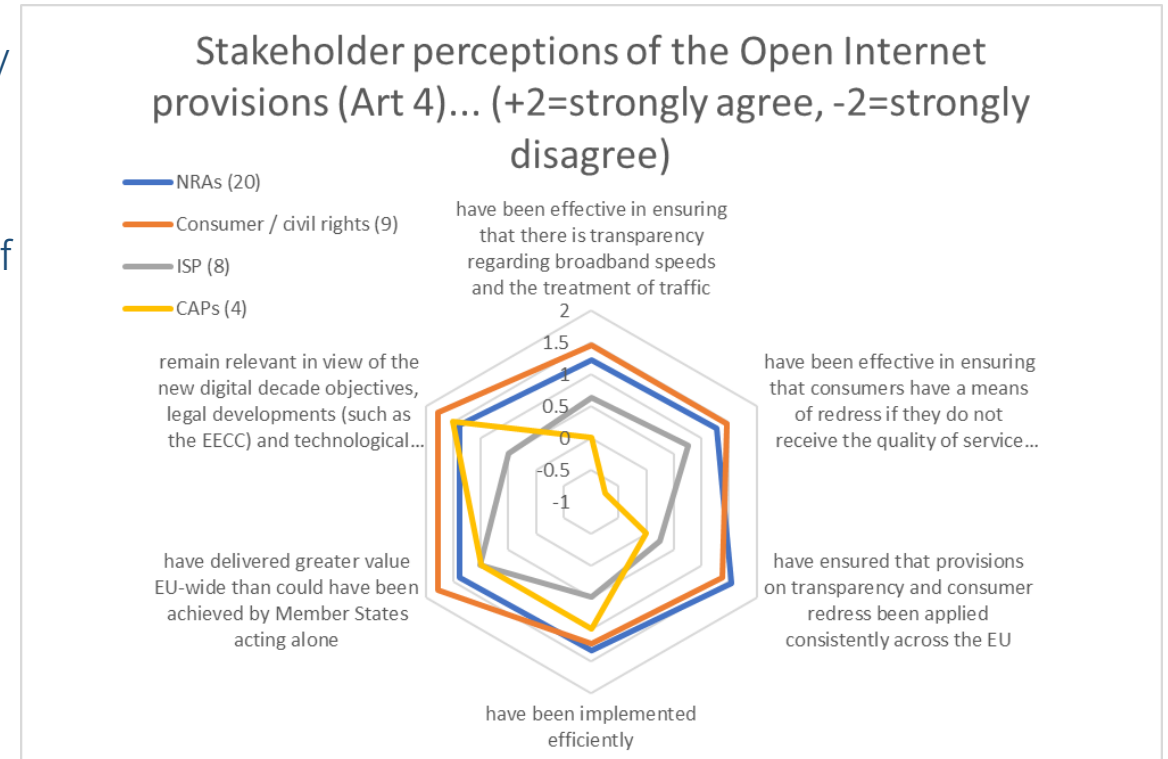 y
f
Stakeholder perceptions of the Open Internet
provisions (Art 4)... (+2=strongly agree, -2=strongly
disagree)
NRAs (20)
Consumer / civil rights (9)
ISP (8)
CAPs (4)
have been effective in ensuring
that there is transparency
regarding broadband speeds
and the treatment of traffic
2
1.5
1
0.5
0
-0.5
-1
have been effective in ensuring
that consumers have a means
of redress if they do not
receive the quality of service...
have ensured that provisions
on transparency and consumer
redress been applied
consistently across the EU
have been implemented
efficiently
have delivered greater value
EU-wide than could have been
achieved by Member States
acting alone
remain relevant in view of the
new digital decade objectives,
legal developments (such as
the EECC) and technological...